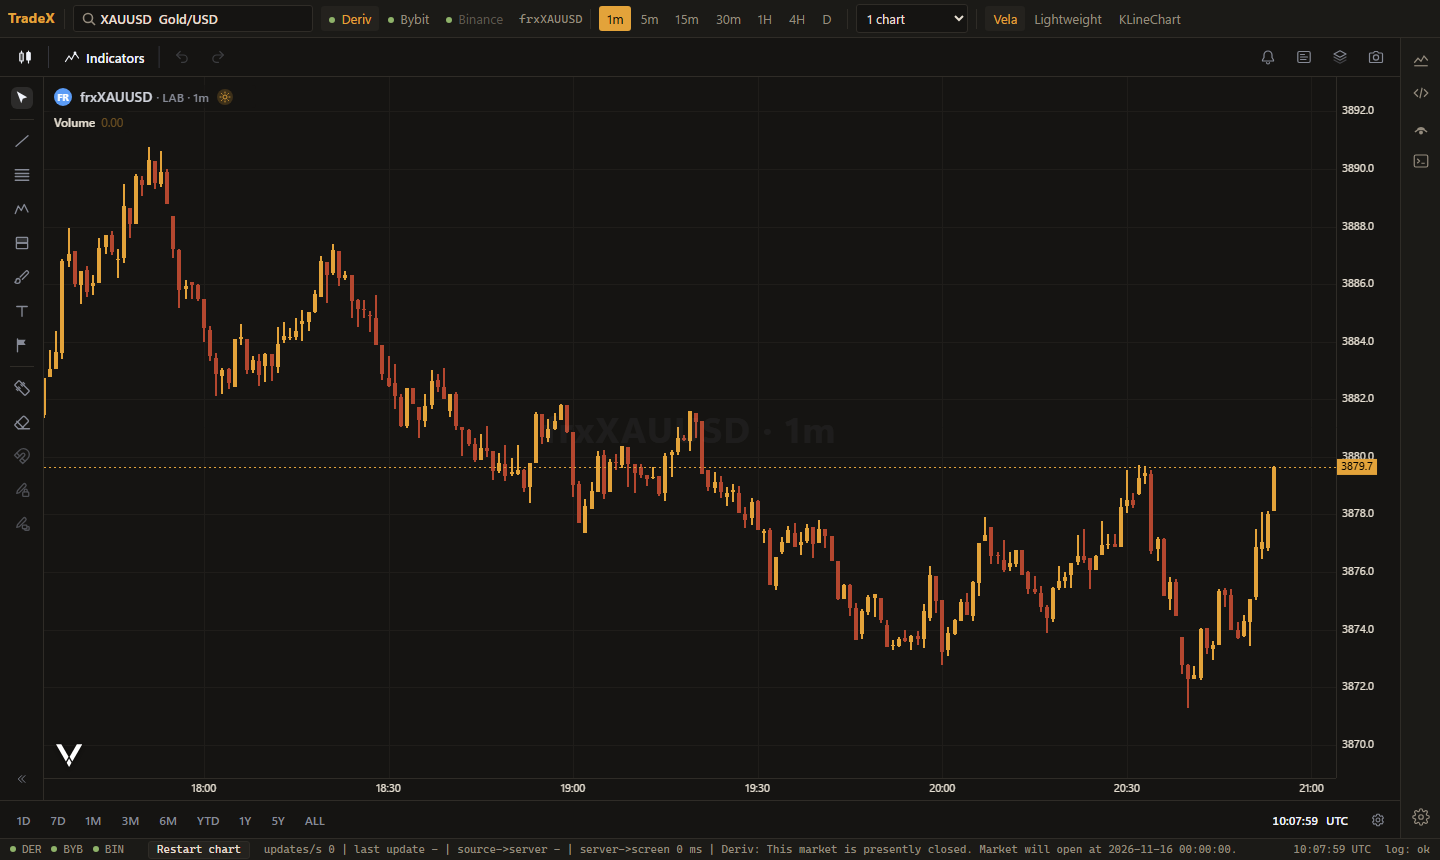 TradeX XAUUSD Gold/USD Deriv Bybit Binance frxXAUUSD 1m 5m 15m 30m 1H 4H D 1 chart Vela Lightweight KLineChart
Indicators
FR frxXAUUSD · LAB · 1m
Volume 0.00
3892.0
3890.0
3888.0
3886.0
3884.0
3882.0
frxXAUUSD · 1m
3880.0
3879.7
3878.0
3876.0
3874.0
3872.0
3870.0
18:00 18:30 19:00 19:30 20:00 20:30 21:00
1D 7D 1M 3M 6M YTD 1Y 5Y ALL 10:07:59 UTC
DER BYB BIN Restart chart updates/s 0 | last update - | source->server - | server->screen 0 ms | Deriv: This market is presently closed. Market will open at 2026-11-16 00:00:00. 10:07:59 UTC log: ok